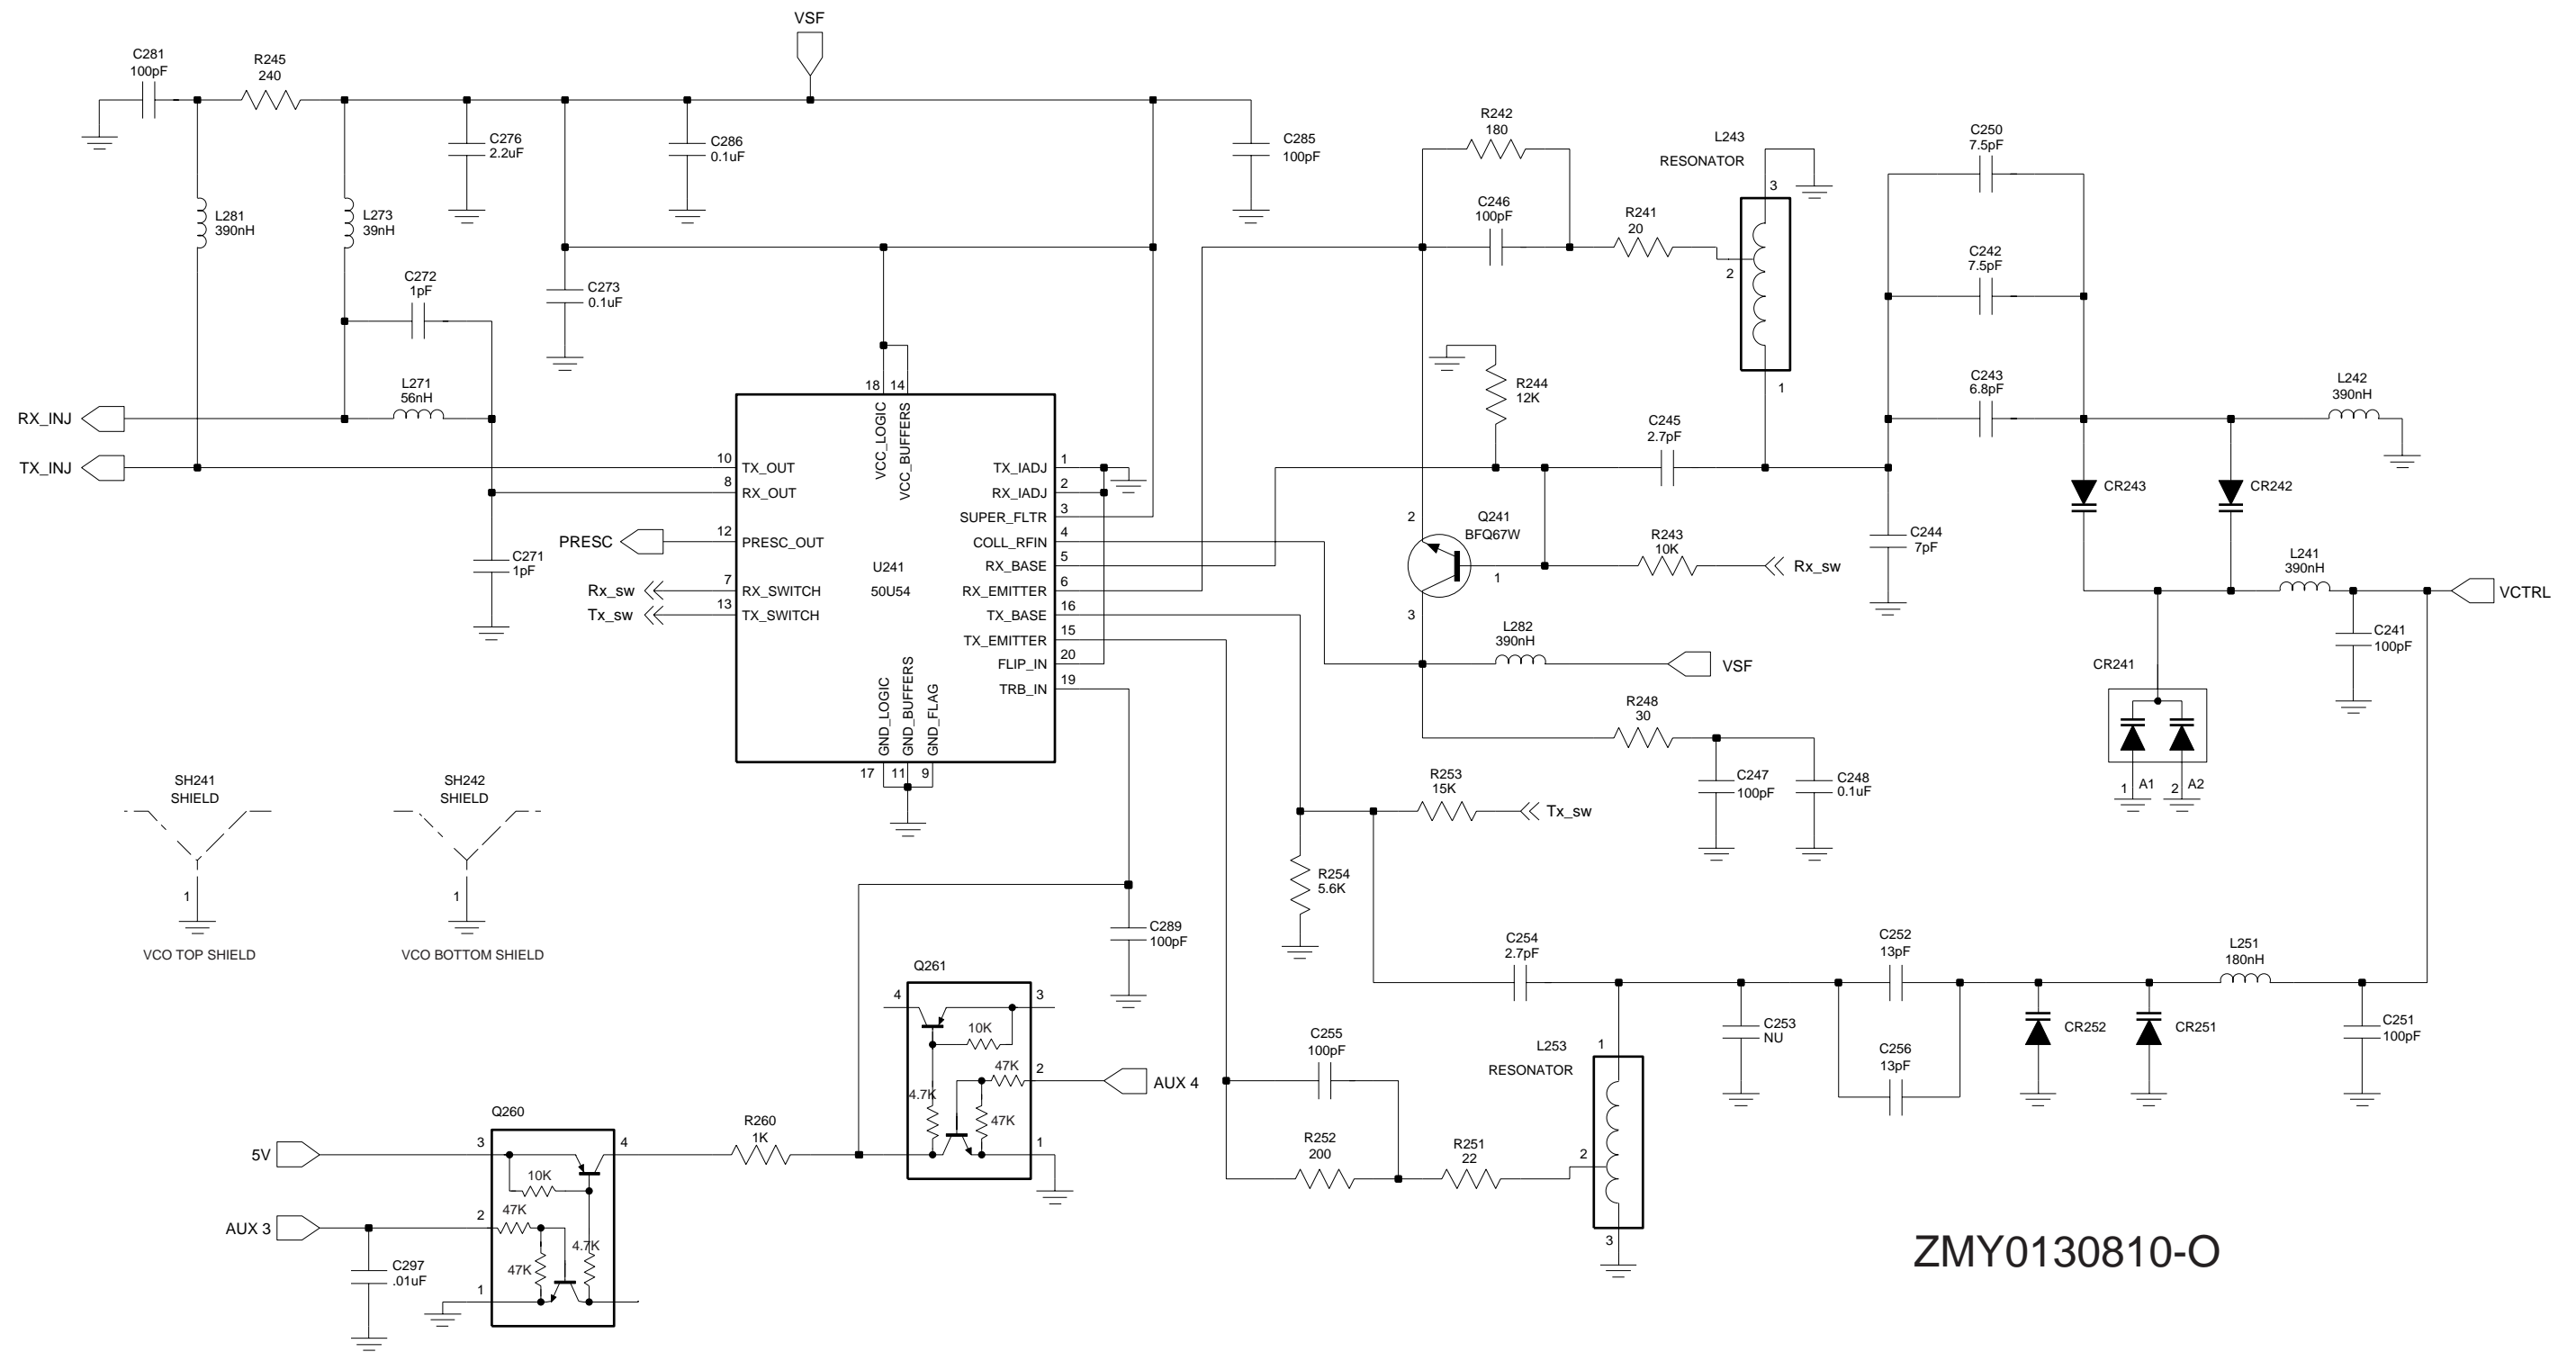 VSF
C281
100pF
R245
240
C276
2.2uF
C286
0.1uF
C285
100pF
L281
390nH
L273
39nH
C272
1pF
C273
0.1uF
L271
56nH
RX_INJ
TX_INJ
C271
1pF
PRESC
Rx_sw
Tx_sw
18
14
VCC_LOGIC
VCC_BUFFERS
10
TX_OUT
8
RX_OUT
12
PRESC_OUT
7
RX_SWITCH
13
TX_SWITCH
U241
50U54
TX_IADJ
1
RX_IADJ
2
SUPER_FLTR
3
COLL_RFIN
4
RX_BASE
5
RX_EMITTER
6
TX_BASE
16
TX_EMITTER
15
FLIP_IN
20
TRB_IN
19
GND_LOGIC
GND_BUFFERS
GND_FLAG
17
11
9
R242
180
C246
100pF
R241
20
L243
RESONATOR
3
2
1
R244
12K
C245
2.7pF
2
Q241
BFQ67W
1
3
R243
10K
Rx_sw
L282
390nH
VSF
R248
30
C247
100pF
C248
0.1uF
C250
7.5pF
C242
7.5pF
C243
6.8pF
C244
7pF
L242
390nH
CR243
CR242
L241
390nH
VCTRL
C241
100pF
CR241
1
A1
2
A2
R253
15K
Tx_sw
R254
5.6K
SH241
SHIELD
1
VCO TOP SHIELD
SH242
SHIELD
1
VCO BOTTOM SHIELD
C289
100pF
Q261
4
3
10K
47K
2
4.7K
47K
1
AUX 4
C254
2.7pF
C252
13pF
L251
180nH
C253
NU
C256
13pF
CR252
CR251
C251
100pF
C255
100pF
L253
RESONATOR
1
2
3
R252
200
R251
22
Q260
5V
3
4
10K
AUX 3
2
47K
4.7K
47K
1
C297
.01uF
R260
1K
ZMY0130810-O